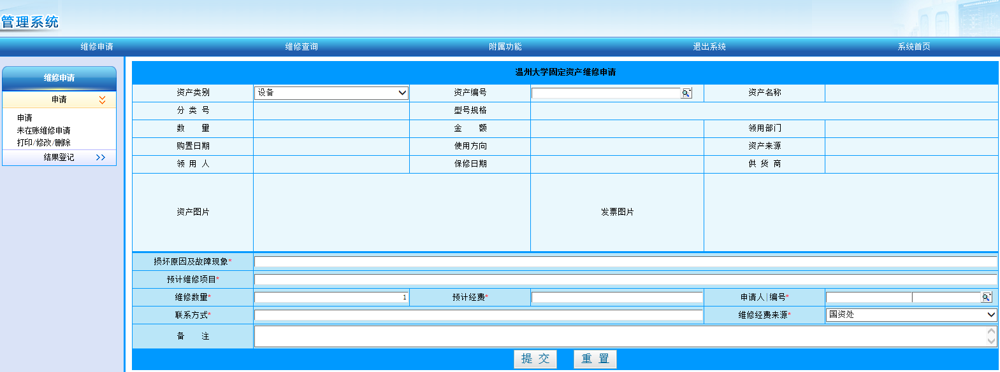 管理系统
维修申请 维修查询 附属功能 退出系统 系统首页
维修申请
申请
申请
未在账维修申请
打印/修改/删除
结果登记
温州大学固定资产维修申请
资产类别 设备 资产编号 资产名称
分 类 号 型号规格
数 量 金 额 领用部门
购置日期 使用方向 资产来源
领 用 人 保修日期 供 货 商
资产图片 发票图片
损坏原因及故障现象*
预计维修项目*
维修数量* 1 预计经费* 申请人|编号*
联系方式* 维修经费来源* 国资处
备 注
提 交 重 置